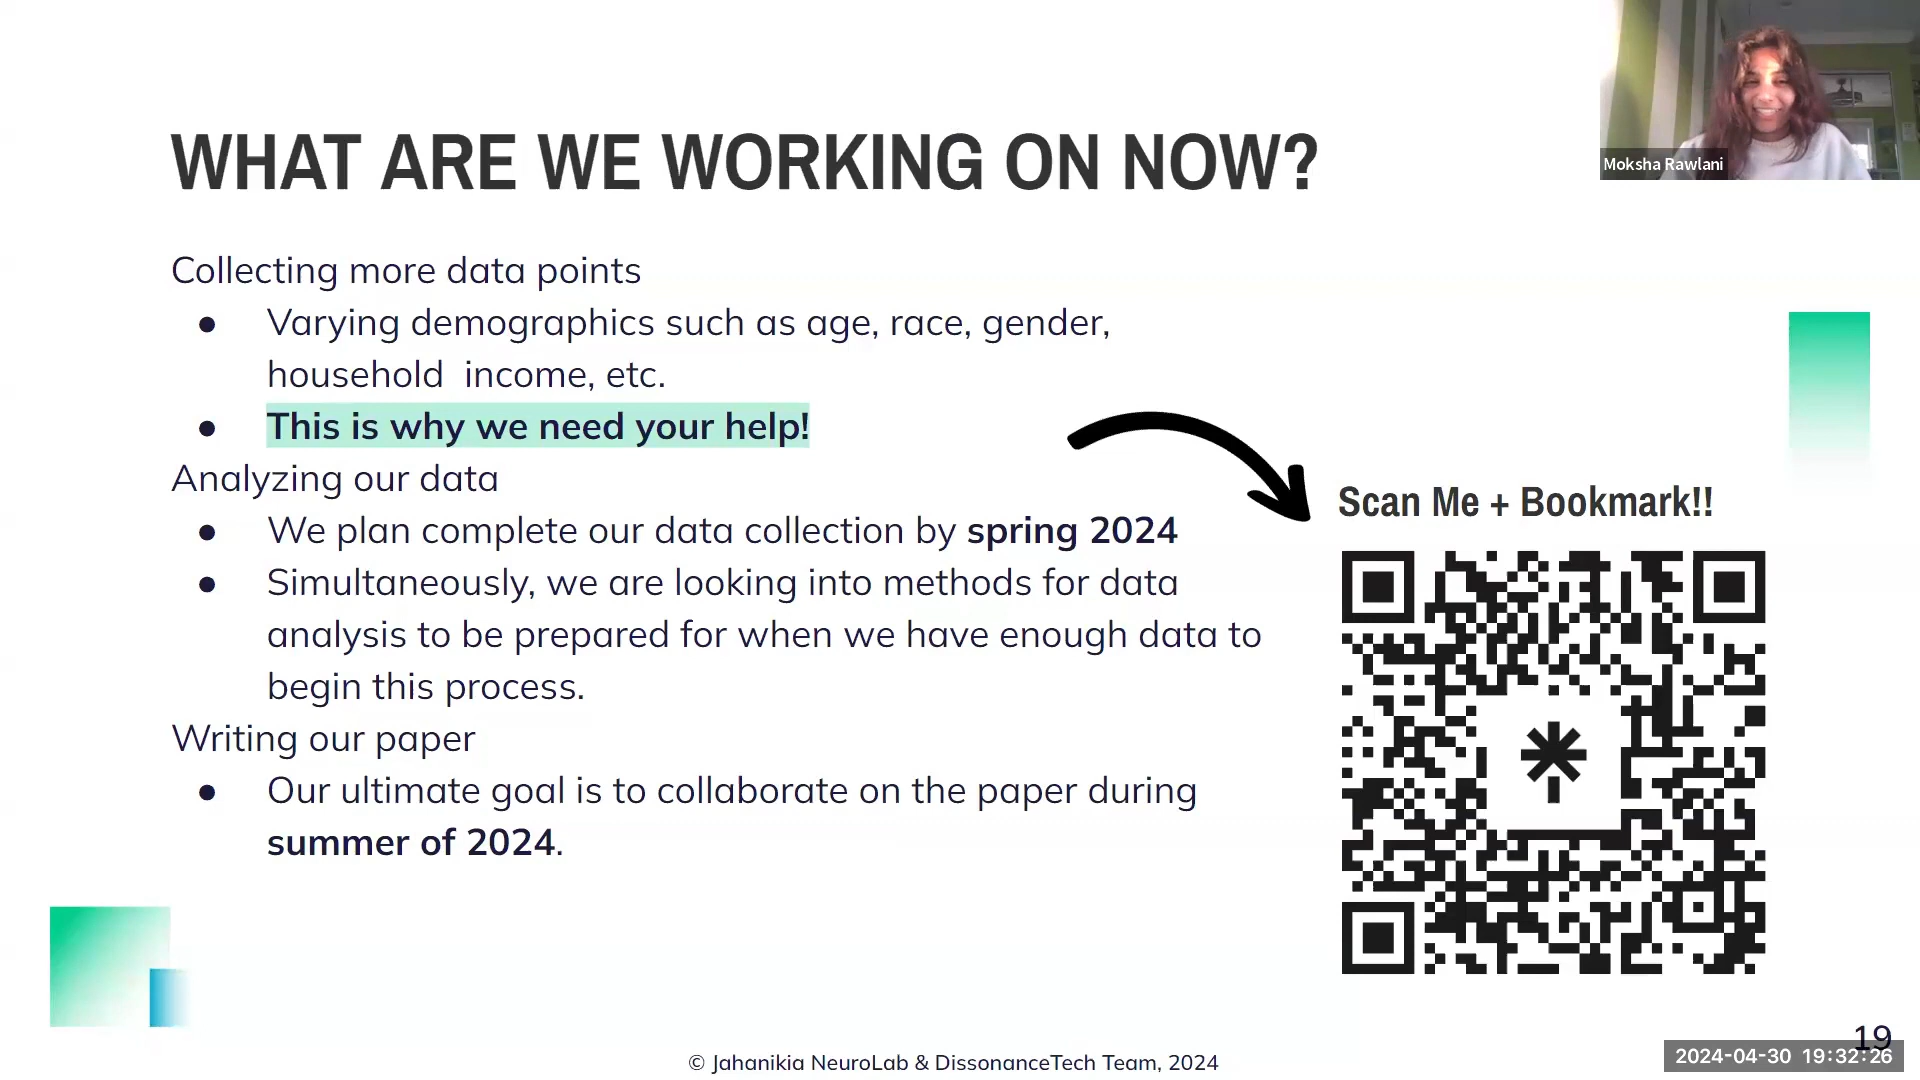 WHAT ARE WE WORKING ON NOW?
Moksha Rawlani
Collecting more data points
● Varying demographics such as age, race, gender,
household  income, etc.
● This is why we need your help!
Analyzing our data
● We plan complete our data collection by spring 2024
● Simultaneously, we are looking into methods for data
analysis to be prepared for when we have enough data to
begin this process.
Writing our paper
● Our ultimate goal is to collaborate on the paper during
summer of 2024.
Scan Me + Bookmark!!
19
© Jahanikia NeuroLab & DissonanceTech Team, 2024
2024-04-30 19:32:26